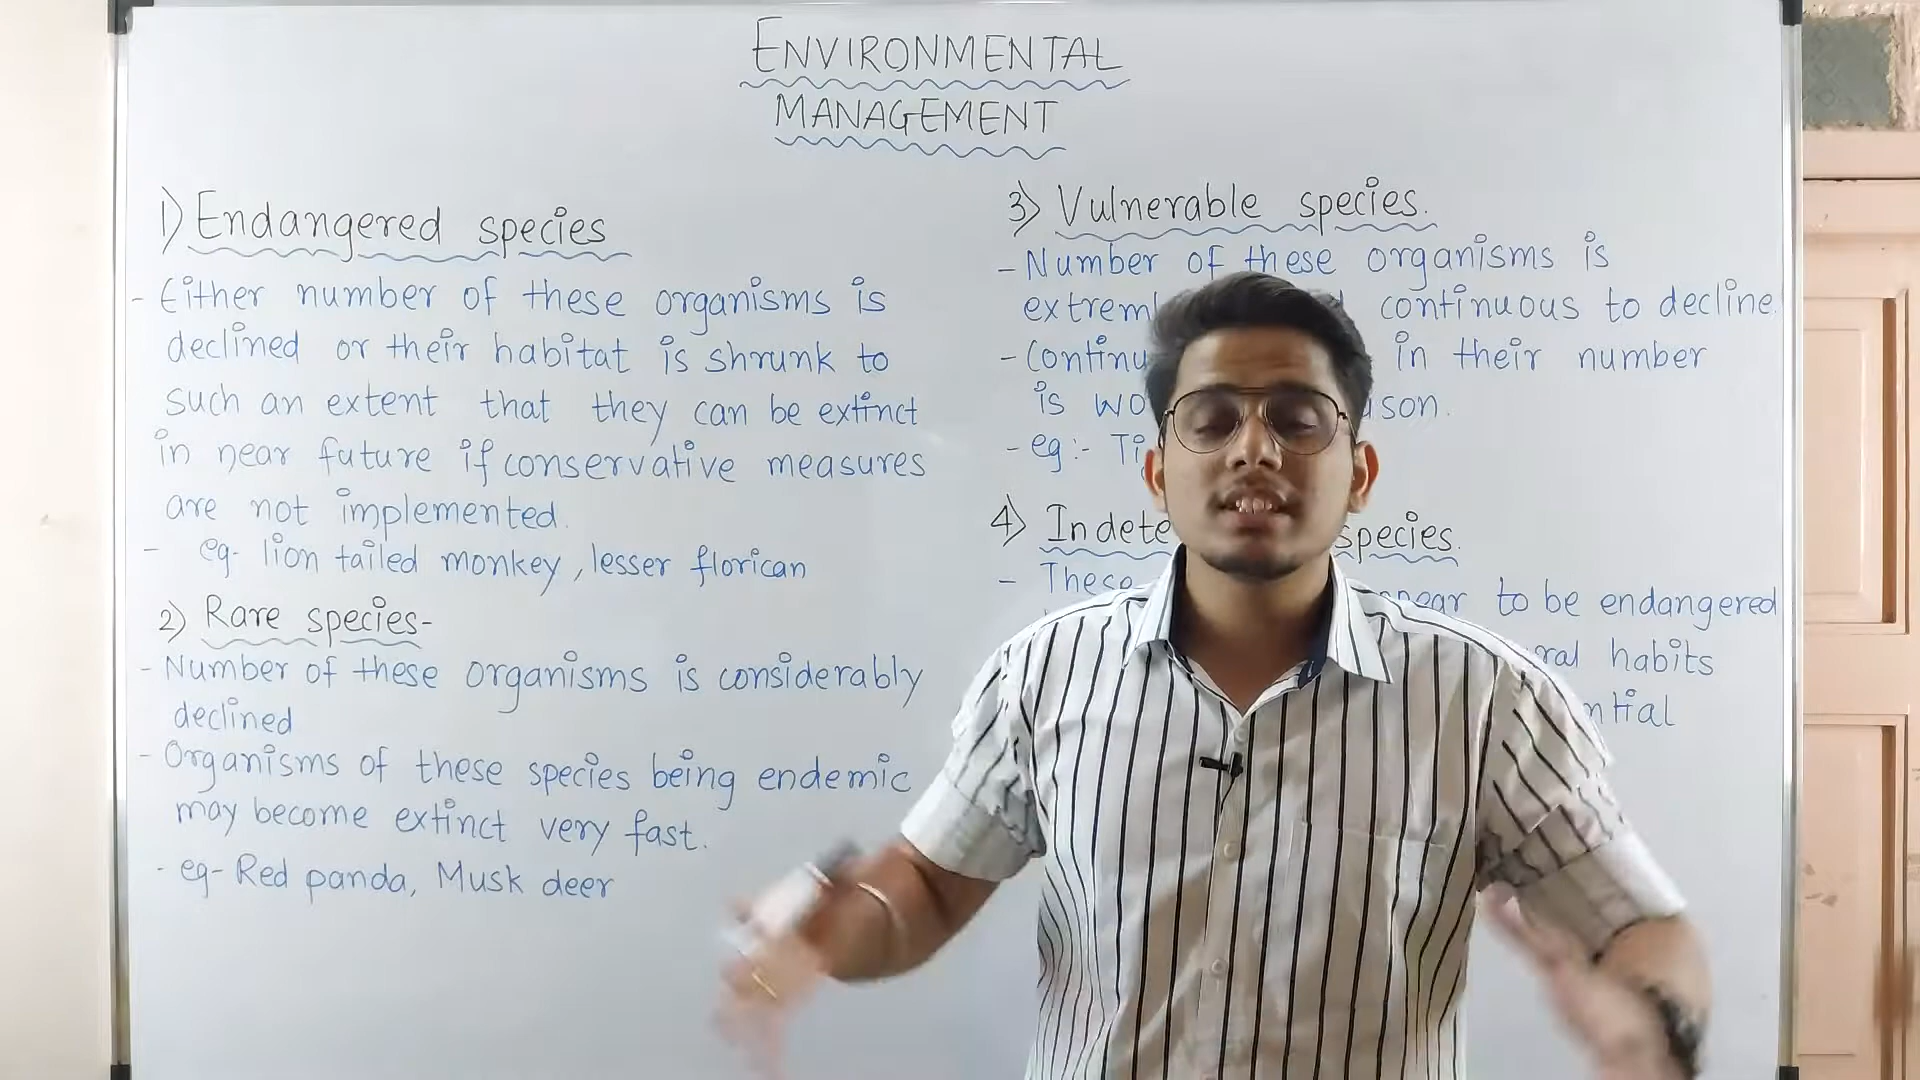 ENVIRONMENTAL
MANAGEMENT
1) Endangered species
- Either number of these organisms is
declined or their habitat is shrunk to
such an extent that they can be extinct
in near future if conservative measures
are not implemented.
- eg- lion tailed monkey, lesser florican
2) Rare species-
- Number of these organisms is considerably
declined
- Organisms of these species being endemic
may become extinct very fast.
- eg- Red panda, Musk deer
3) Vulnerable species.
- Number of these organisms is
continuous to decline.
- in their number
is
- eg:-
4) species.
- These to be endangered
habits